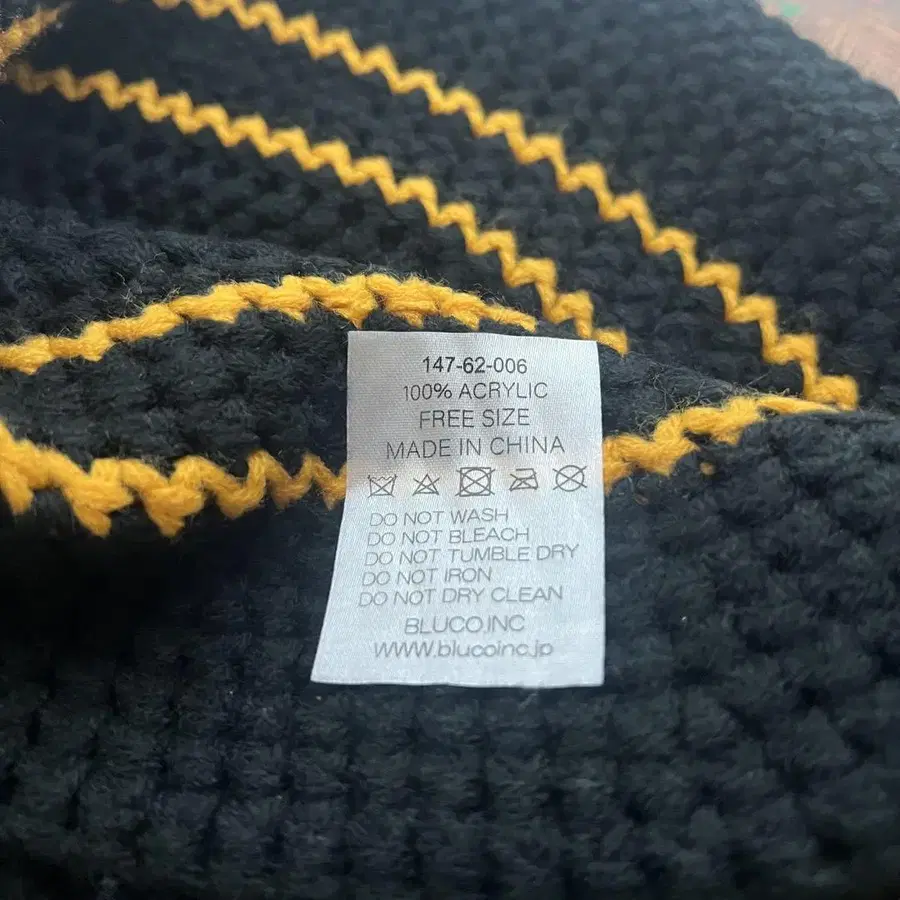 147-62-006
100% ACRYLIC
FREE SIZE
MADE IN CHINA
DO NOT WASH
DO NOT BLEACH
DO NOT TUMBLE DRY
DO NOT IRON
DO NOT DRY CLEAN
BLUCO.INC
WWW.blucoinc.jp